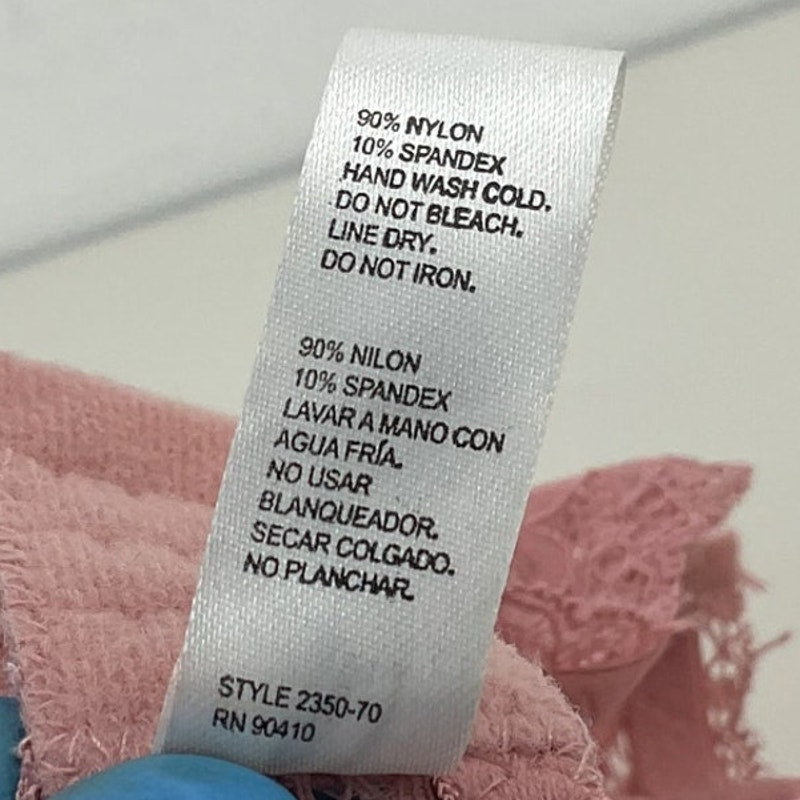 90% NYLON
10% SPANDEX
HAND WASH COLD.
DO NOT BLEACH.
LINE DRY.
DO NOT IRON.
90% NILON
10% SPANDEX
LAVAR A MANO CON
AGUA FRÍA.
NO USAR
BLANQUEADOR.
SECAR COLGADO.
NO PLANCHAR.
STYLE 2350-70
RN 90410